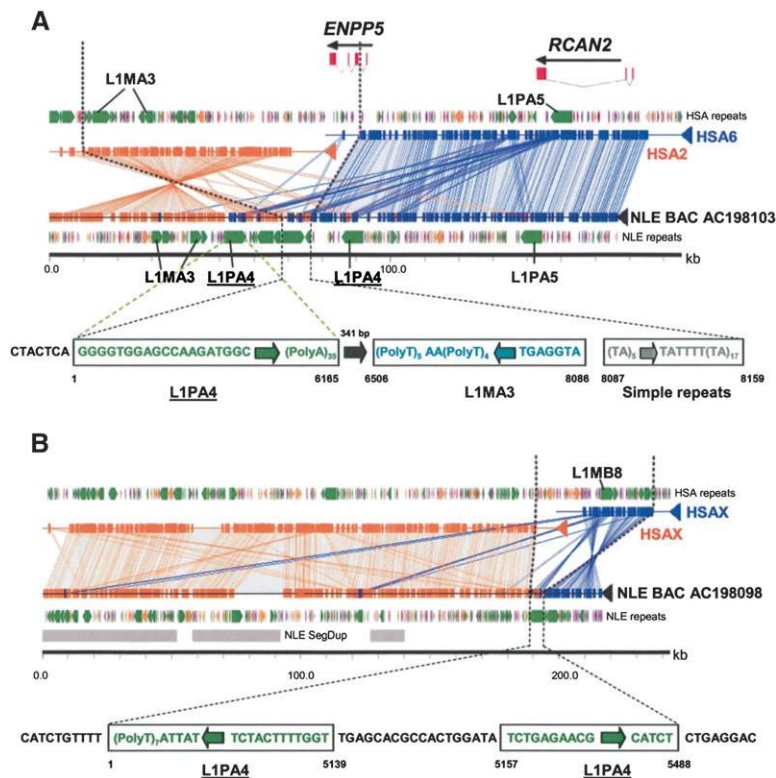 A
ENPP5
RCAN2
L1MA3
L1PA5
HSA repeats
HSA6
HSA2
NLE BAC AC198103
NLE repeats
0.0
L1MA3
L1PA4
L1PA4
100.0
L1PA5
kb
CTACTCA
GGGGTGGAGCCAAGATGGC
(PolyA)35
341 bp
(PolyT)5 AA(PolyT)4
TGAGGTA
(TA)5
TATTTT(TA)17
1
6165
6506
8086
8087
8159
L1PA4
L1MA3
Simple repeats
B
L1MB8
HSA repeats
HSAX
HSAX
NLE BAC AC198098
NLE repeats
NLE SegDup
kb
0.0
100.0
200.0
CATCTGTTTT
(PolyT)7ATTAT
TCTACTTTTGGT
TGAGCACGCCACTGGATA
TCTGAGAACG
CATCT
CTGAGGAC
1
5139
5157
5488
L1PA4
L1PA4